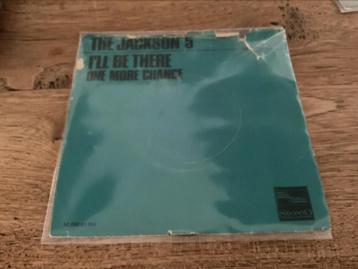 THE JACKSON 5
I'LL BE THERE
ONE MORE CHANCE